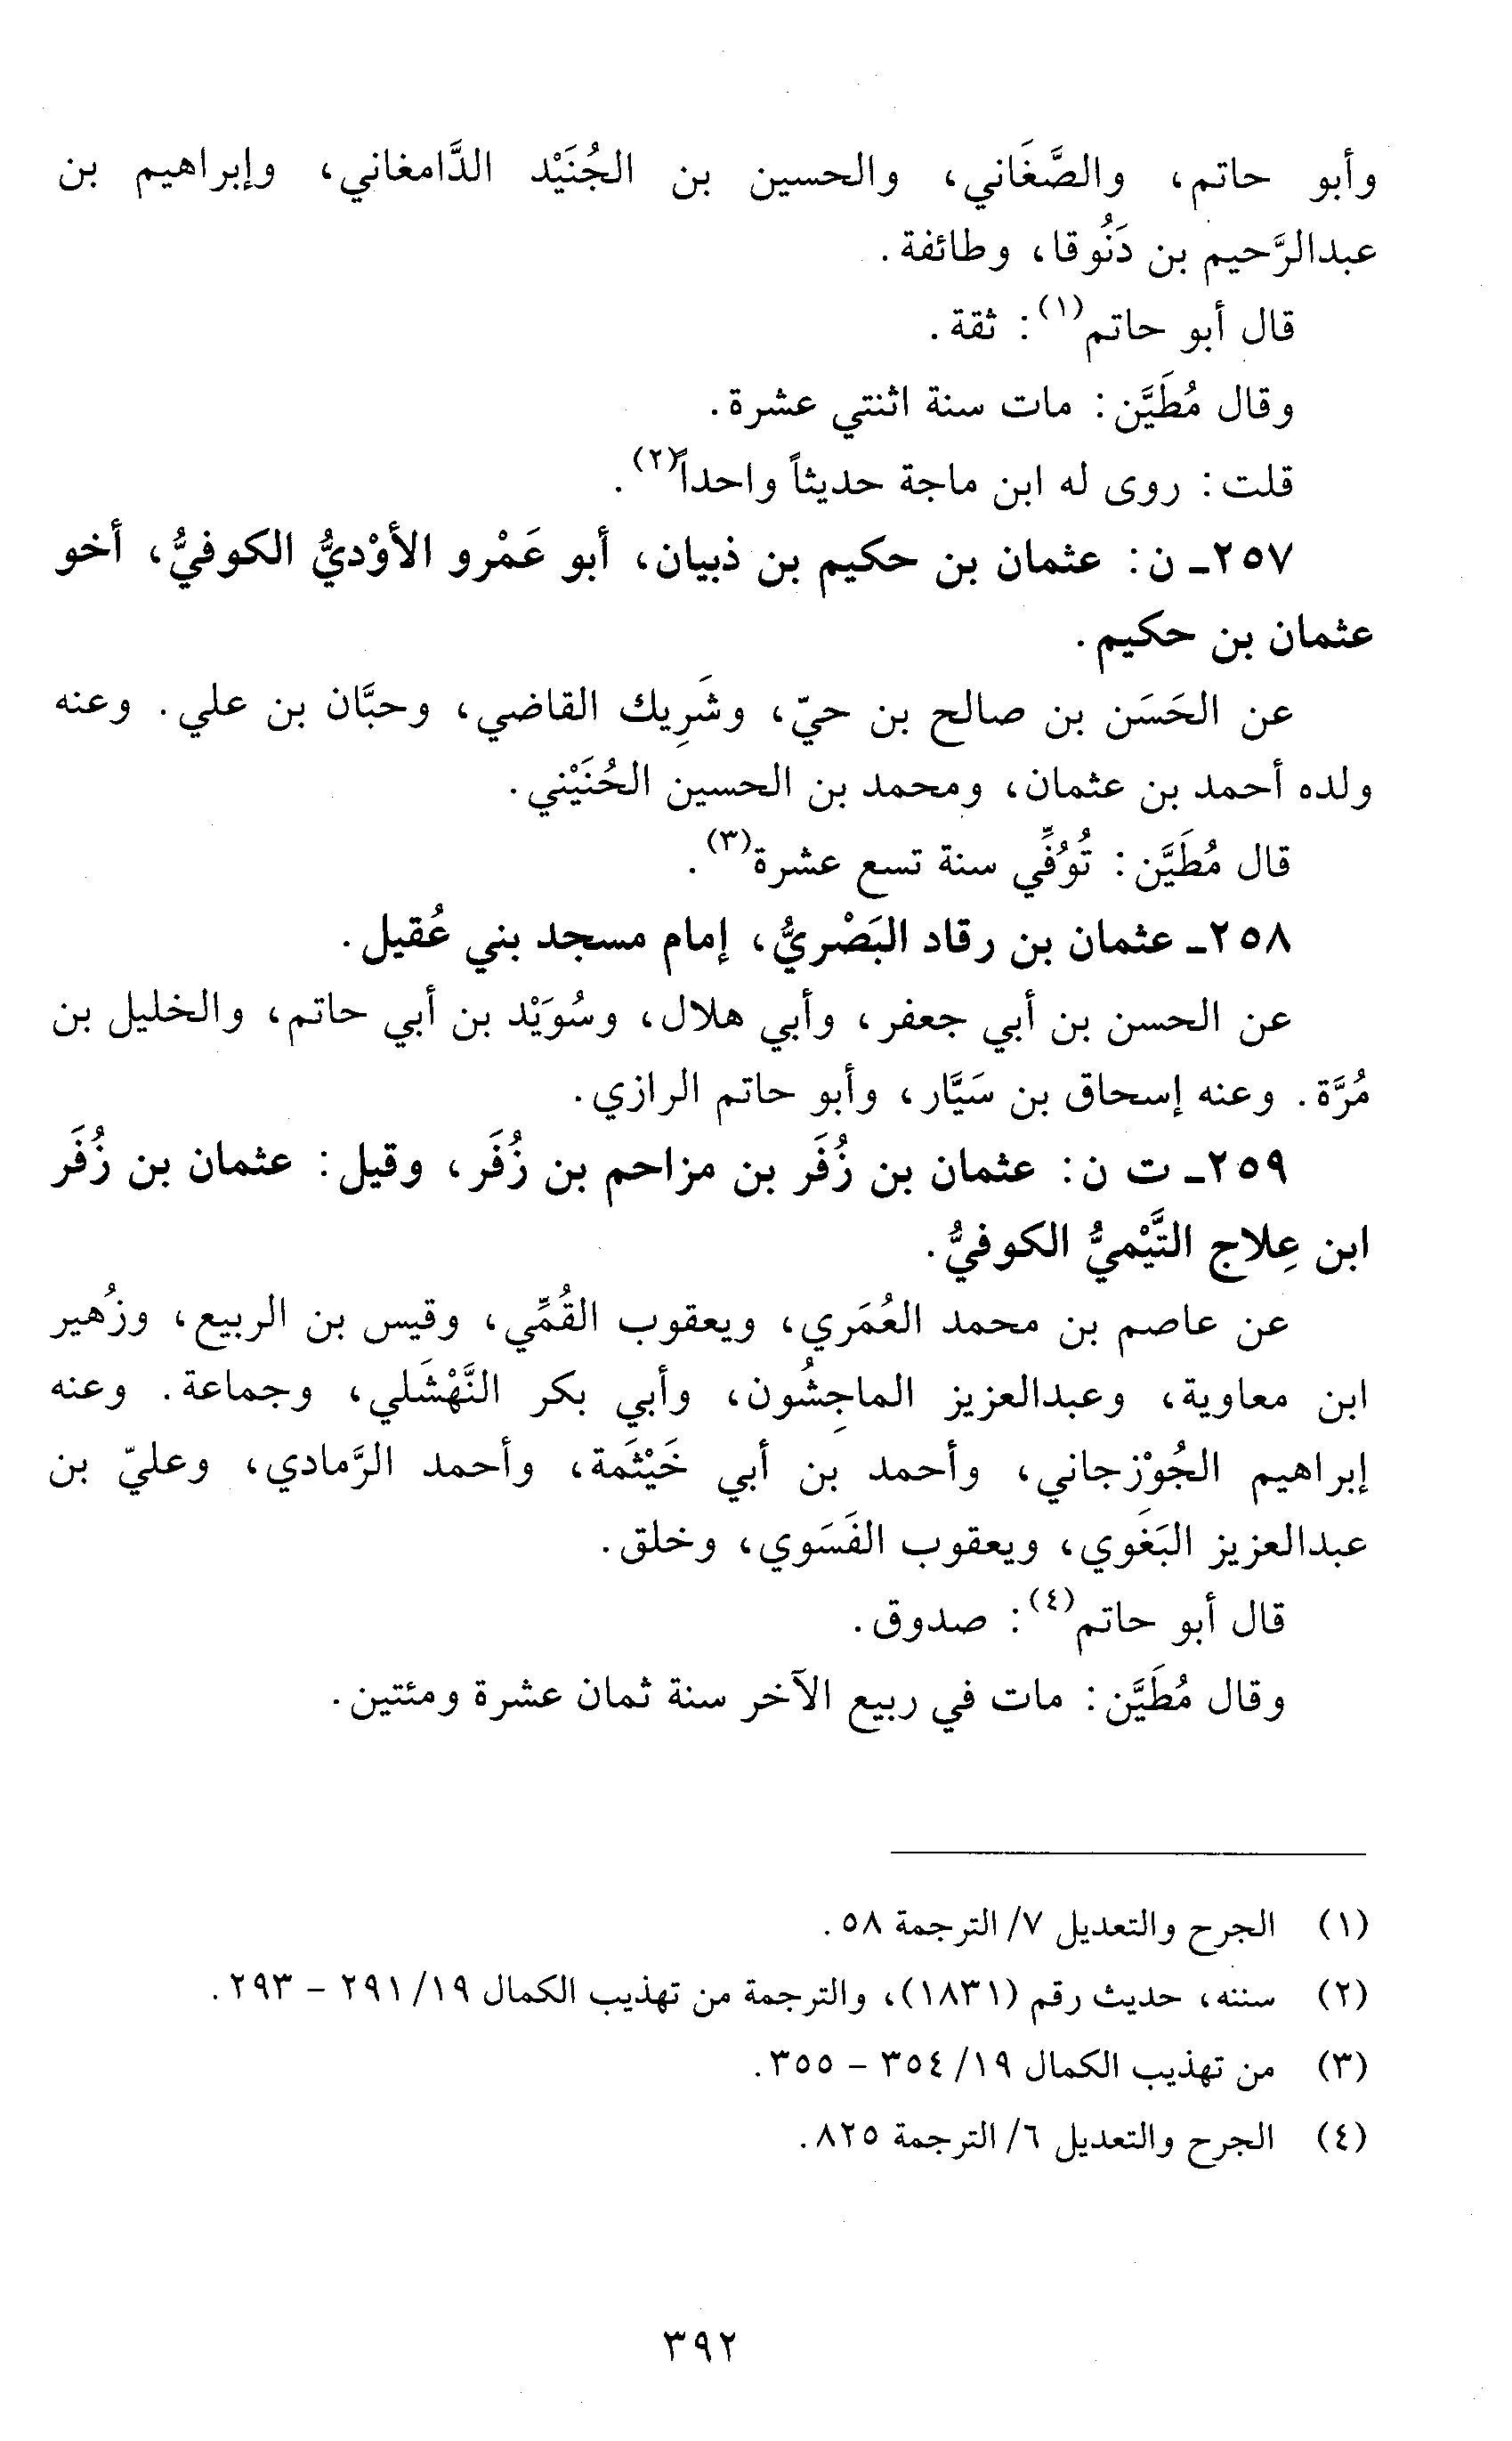 وأبو حاتم، والصَّغَاني، والحسين بن الجُنَيْد الدَّامغاني، وإبراهيم بن
عبدالرَّحيم بن دَنُوقا، وطائفة.
قال أبو حاتم(١): ثقة.
وقال مُطَيَّن: مات سنة اثنتي عشرة.
قلت: روى له ابن ماجة حديثاً واحداً(٢).
٢٥٧ـ ن: عثمان بن حكيم بن ذبيان، أبو عَمْرو الأوْديُّ الكوفيُّ، أخو
عثمان بن حكيم.
عن الحَسَن بن صالح بن حيّ، وشَرِيك القاضي، وحبَّان بن علي. وعنه
ولده أحمد بن عثمان، ومحمد بن الحسين الحُنَيْني.
قال مُطَيَّن: تُوُفِّي سنة تسع عشرة(٣).
٢٥٨ـ عثمان بن رقاد البَصْريُّ، إمام مسجد بني عُقيل.
عن الحسن بن أبي جعفر، وأبي هلال، وسُوَيْد بن أبي حاتم، والخليل بن
مُرَّة. وعنه إسحاق بن سَيَّار، وأبو حاتم الرازي.
٢٥٩ـ ت ن: عثمان بن زُفَر بن مزاحم بن زُفَر، وقيل: عثمان بن زُفَر
ابن عِلاج التَّيْميُّ الكوفيُّ.
عن عاصم بن محمد العُمَري، ويعقوب القُمِّي، وقيس بن الربيع، وزُهير
ابن معاوية، وعبدالعزيز الماجِشُون، وأبي بكر النَّهْشَلي، وجماعة. وعنه
إبراهيم الجُوْزجاني، وأحمد بن أبي خَيْثَمة، وأحمد الرَّمادي، وعليّ بن
عبدالعزيز البَغَوي، ويعقوب الفَسَوي، وخلق.
قال أبو حاتم(٤): صدوق.
وقال مُطَيَّن: مات في ربيع الآخر سنة ثمان عشرة ومئتين.
(١) الجرح والتعديل ٧/ الترجمة ٥٨.
(٢) سننه، حديث رقم (١٨٣١)، والترجمة من تهذيب الكمال ١٩/ ٢٩١ - ٢٩٣.
(٣) من تهذيب الكمال ١٩/ ٣٥٤ - ٣٥٥.
(٤) الجرح والتعديل ٦/ الترجمة ٨٢٥.
٣٩٢